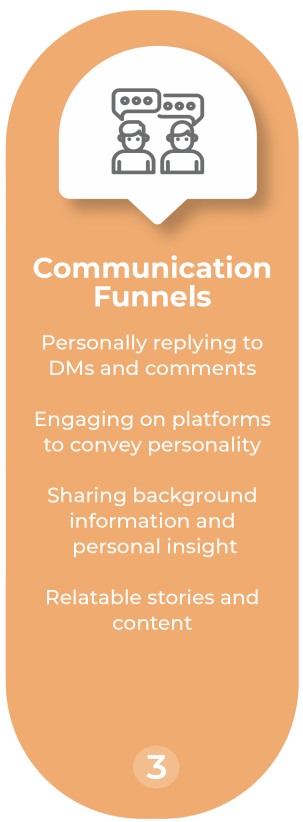 Communication
Funnels
Personally replying to
DMs and comments
Engaging on platforms
to convey personality
Sharing background
information and
personal insight
Relatable stories and
content
3